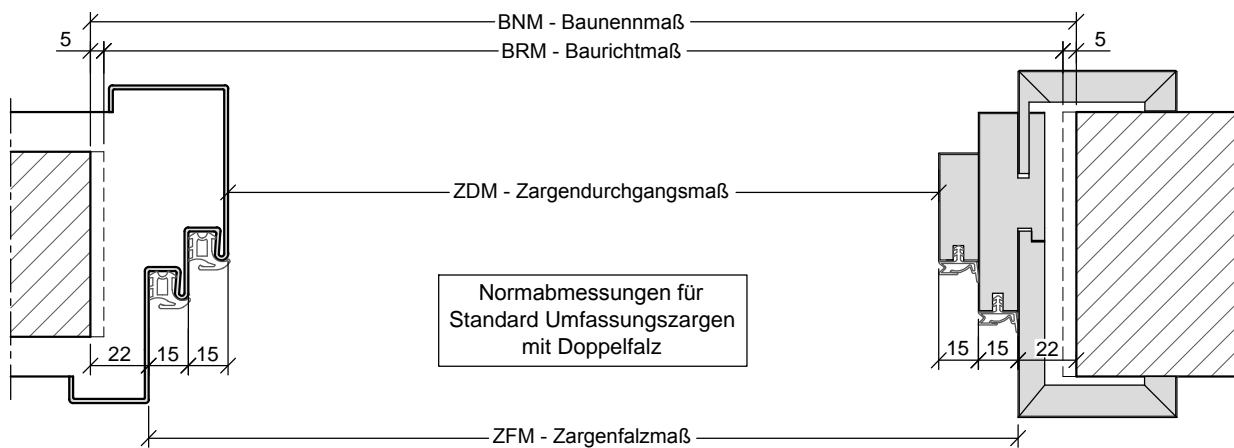 BNM - Baunennmaß
5
BRM - Baurichtmaß
5
ZDM - Zargendurchgangsmaß
Normabmessungen für
Standard Umfassungszargen
mit Doppelfalz
22 15 15
15 15 22
ZFM - Zargenfalzmaß